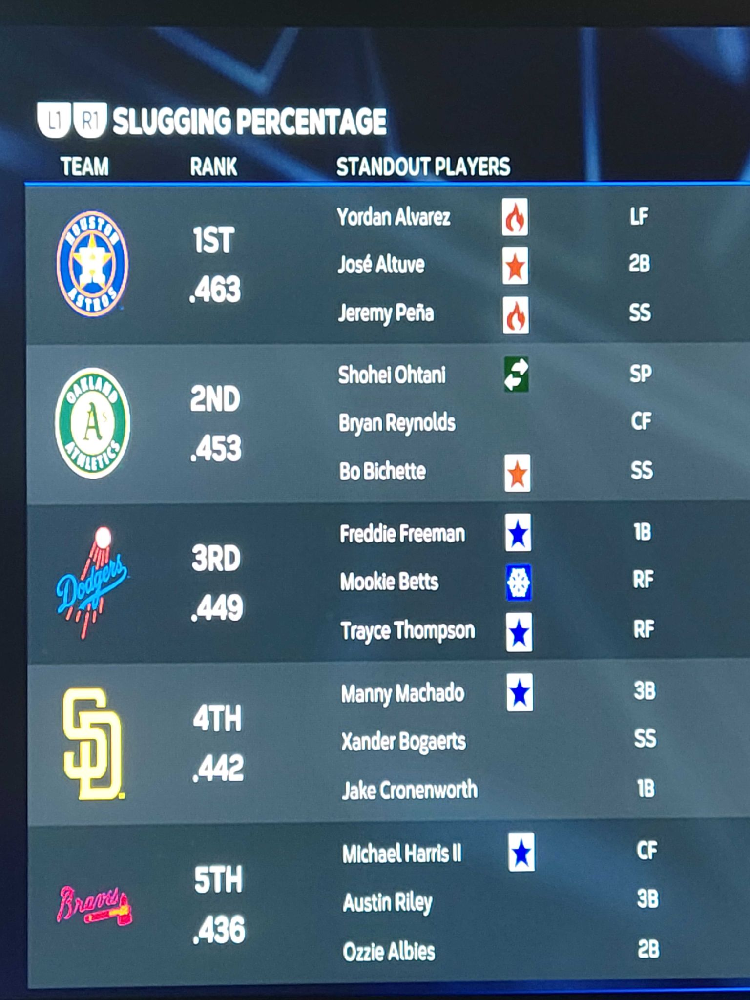 L1 R1 SLUGGING PERCENTAGE
TEAM RANK STANDOUT PLAYERS
HOUSTON
H
ASTROS
1ST
.463
Yordan Alvarez LF
José Altuve 2B
Jeremy Peña SS
OAKLAND
A's
ATHLETICS
2ND
.453
Shohei Ohtani SP
Bryan Reynolds CF
Bo Bichette SS
Dodgers
3RD
.449
Freddie Freeman 1B
Mookie Betts RF
Trayce Thompson RF
SD
4TH
.442
Manny Machado 3B
Xander Bogaerts SS
Jake Cronenworth 1B
Braves
5TH
.436
Michael Harris II CF
Austin Riley 3B
Ozzie Albies 2B